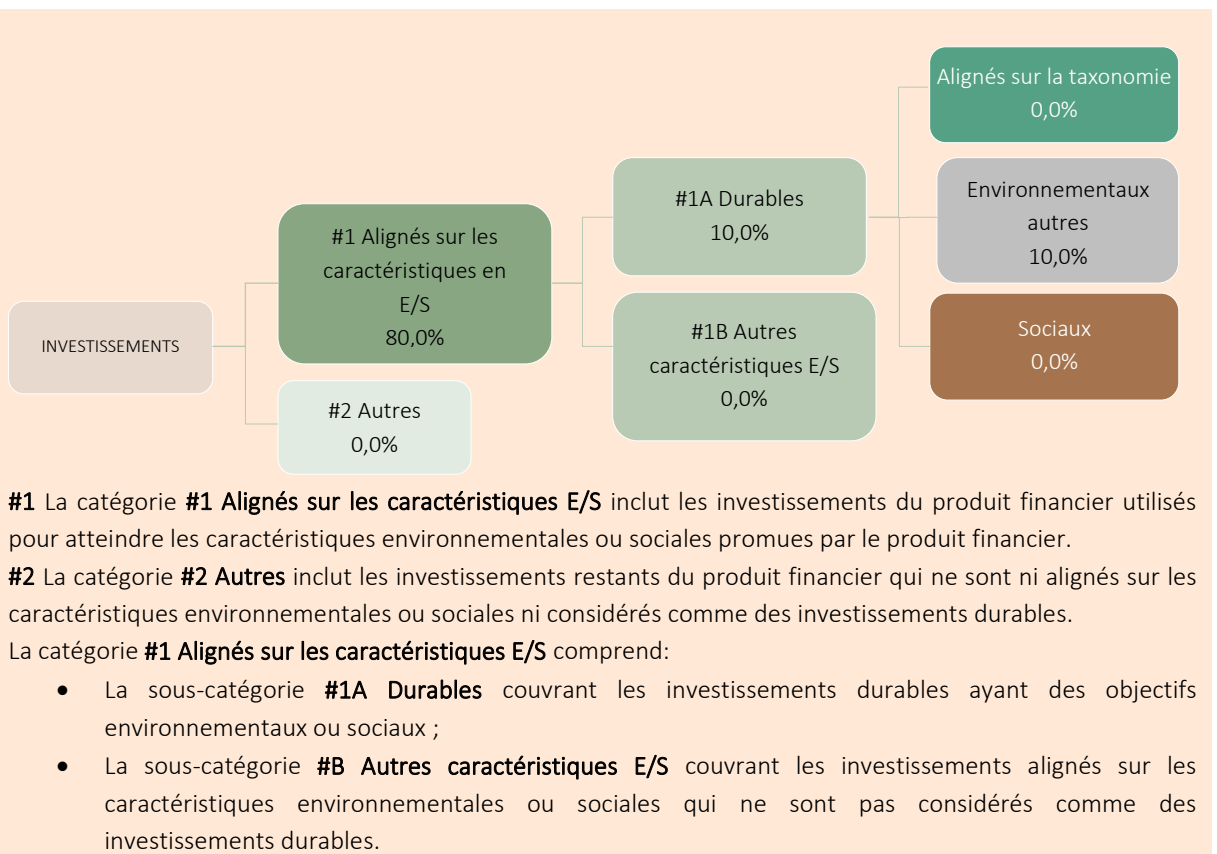 INVESTISSEMENTS
#1 Alignés sur les
caractéristiques en
E/S
80,0%
#2 Autres
0,0%
#1A Durables
10,0%
#1B Autres
caractéristiques E/S
0,0%
Alignés sur la taxonomie
0,0%
Environnementaux
autres
10,0%
Sociaux
0,0%
#1 La catégorie #1 Alignés sur les caractéristiques E/S inclut les investissements du produit financier utilisés
pour atteindre les caractéristiques environnementales ou sociales promues par le produit financier.
#2 La catégorie #2 Autres inclut les investissements restants du produit financier qui ne sont ni alignés sur les
caractéristiques environnementales ou sociales ni considérés comme des investissements durables.
La catégorie #1 Alignés sur les caractéristiques E/S comprend:
• La sous-catégorie #1A Durables couvrant les investissements durables ayant des objectifs
environnementaux ou sociaux ;
• La sous-catégorie #B Autres caractéristiques E/S couvrant les investissements alignés sur les
caractéristiques environnementales ou sociales qui ne sont pas considérés comme des
investissements durables.